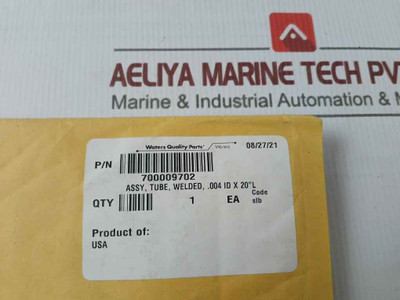 AELIYA MARINE TECH PVT
Marine & Industrial Automation &
Waters Quality Parts
08/27/21
P/N
700009702
ASSY, TUBE, WELDED, .004 ID X 20"L
QTY
1 EA
Code
slb
Product of:
USA